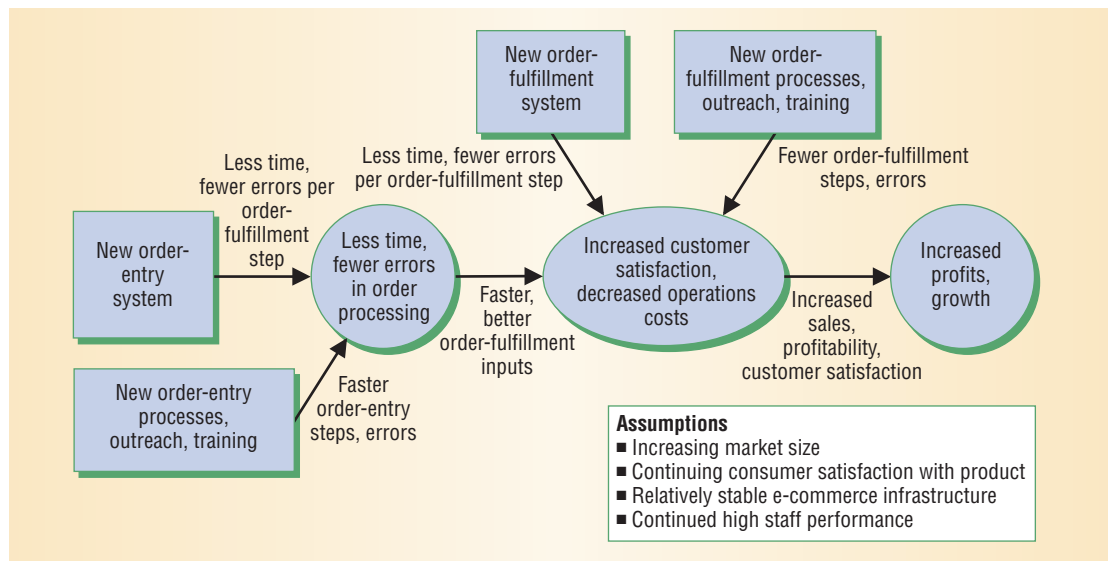 New order-
fulfillment
system
New order-
fulfillment processes,
outreach, training
Less time,
fewer errors per
order-
fulfillment
step
Less time, fewer errors
per order-fulfillment step
Fewer order-fulfillment
steps, errors
New order-
entry
system
Less time,
fewer errors
in order
processing
Increased customer
satisfaction,
decreased operations
costs
Increased
profits,
growth
Faster,
better
order-fulfillment
inputs
Increased
sales,
profitability,
customer satisfaction
New order-entry
processes,
outreach, training
Faster
order-entry
steps, errors
Assumptions
■ Increasing market size
■ Continuing consumer satisfaction with product
■ Relatively stable e-commerce infrastructure
■ Continued high staff performance